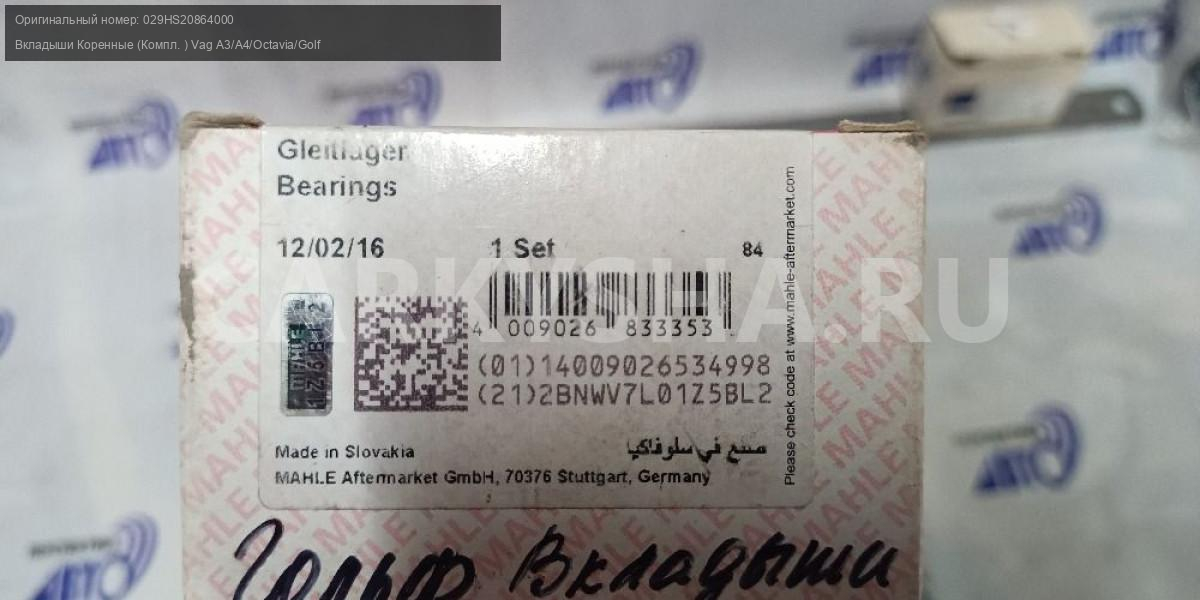 Оригинальный номер: 029HS20864000
Вкладыши Коренные (Компл. ) Vag A3/A4/Octavia/Golf
Gleitlager
Bearings
12/02/16 1 Set 84
4 009026 833353
(01)14009026534998
(21)2BNWV7L01Z5BL2
Made in Slovakia صنع في سلوفاكيا
MAHLE Aftermarket GmbH, 70376 Stuttgart, Germany
Please check code at www.mahle-aftermarket.com
ARKYSHA.RU
Гольф Вкладыши